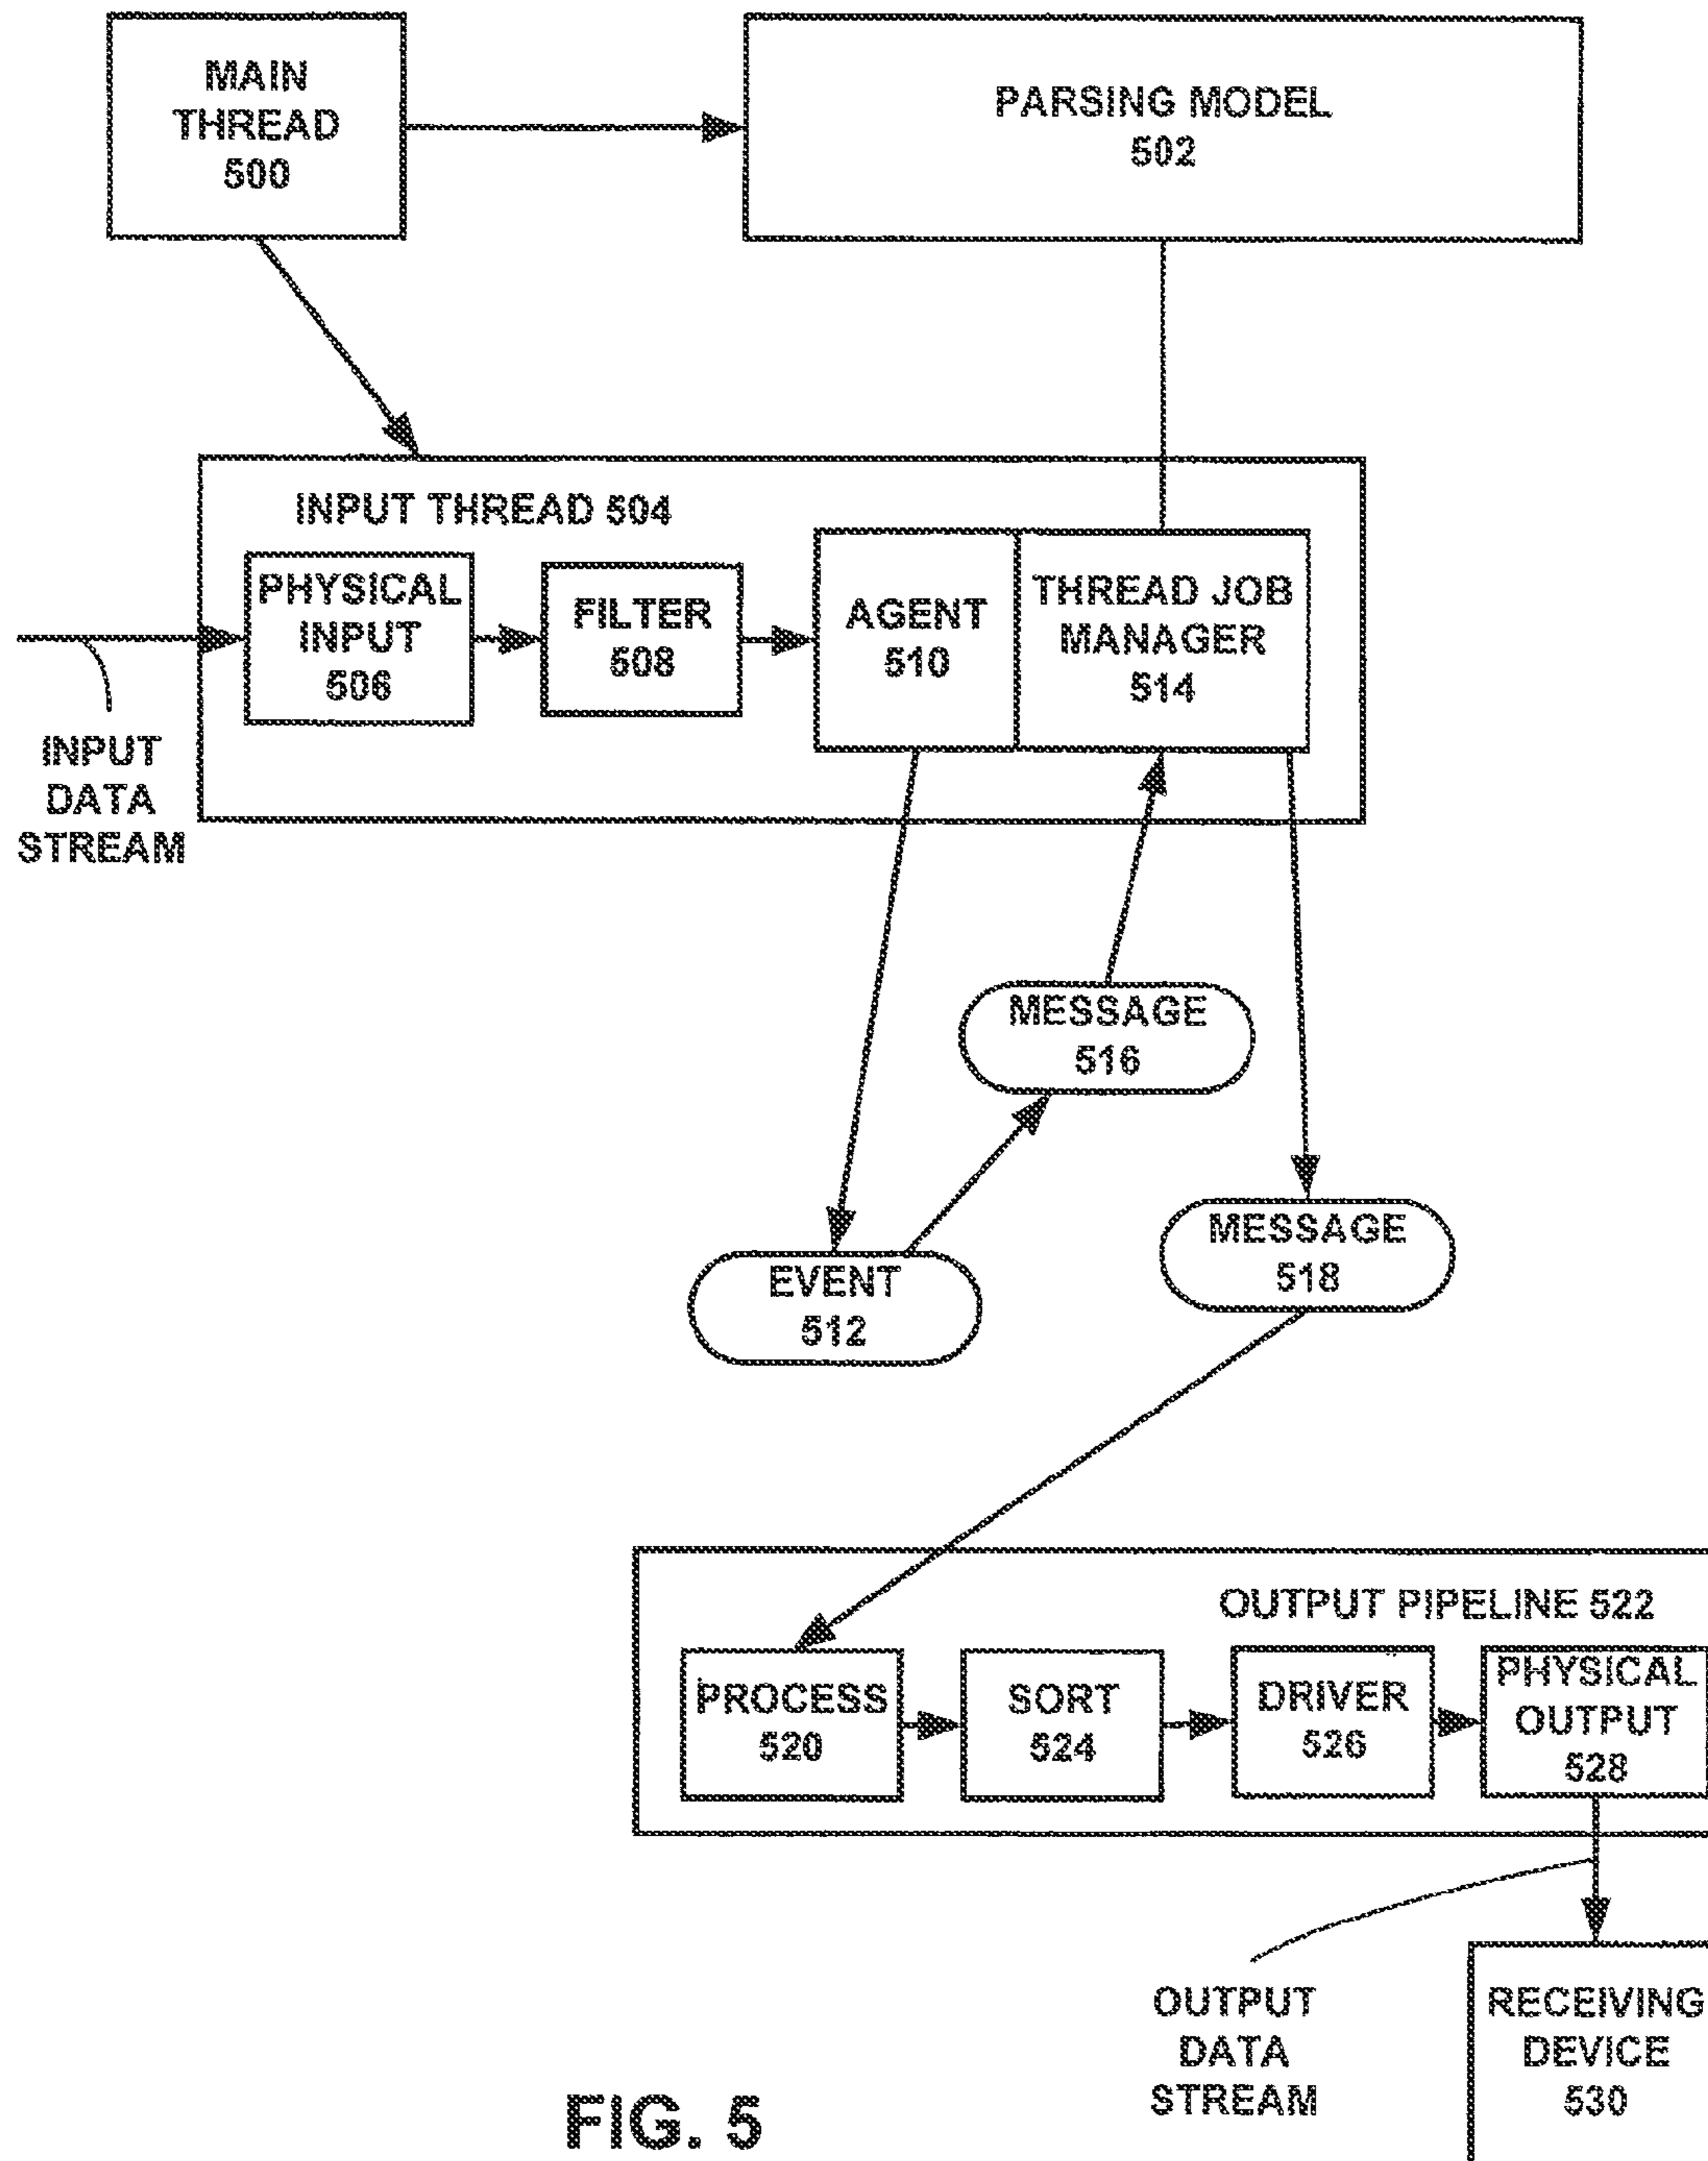 MAIN
THREAD
500
PARSING MODEL
502
INPUT THREAD 504
PHYSICAL
INPUT
506
FILTER
508
AGENT
510
THREAD JOB
MANAGER
514
INPUT
DATA
STREAM
MESSAGE
516
MESSAGE
518
EVENT
512
OUTPUT PIPELINE 522
PROCESS
520
SORT
524
DRIVER
526
PHYSICAL
OUTPUT
528
OUTPUT
DATA
STREAM
RECEIVING
DEVICE
530
FIG. 5